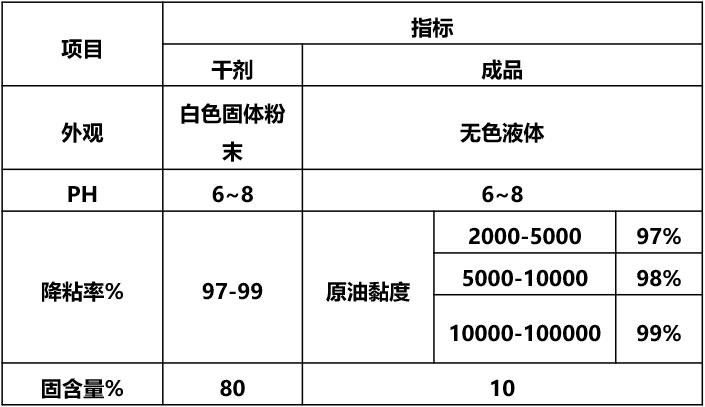 项目
指标
干剂
成品
外观
白色固体粉
末
无色液体
PH
6~8
6~8
降粘率%
97-99
原油黏度
2000-5000
97%
5000-10000
98%
10000-100000
99%
固含量%
80
10